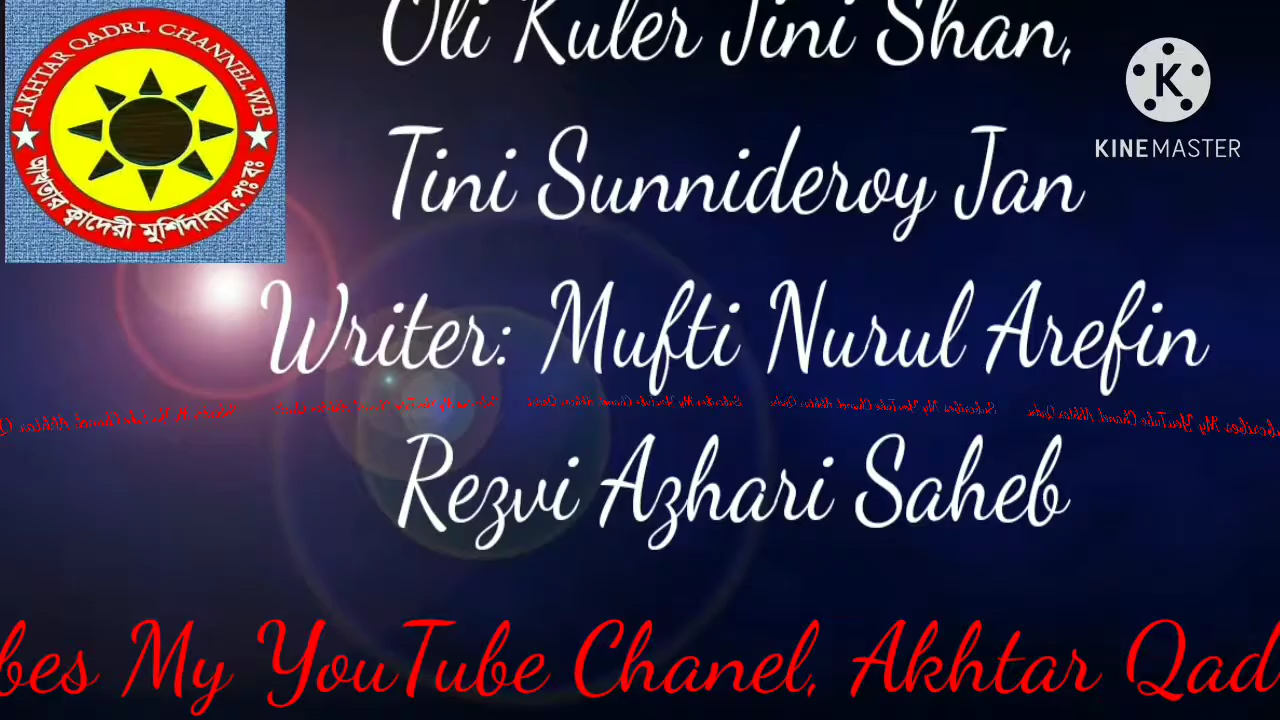 Oli Kuler Jini Shan,
AKHTAR QADRI, CHANNEL W.B
আখতার ক্বাদেরী মুর্শিদাবাদ.পঃ বঃ
K
KINEMASTER
Tini Sunnideroy Jan
Writer: Mufti Nurul Arefin
Rezvi Azhari Saheb
bes My YouTube Chanel, Akhtar Qad